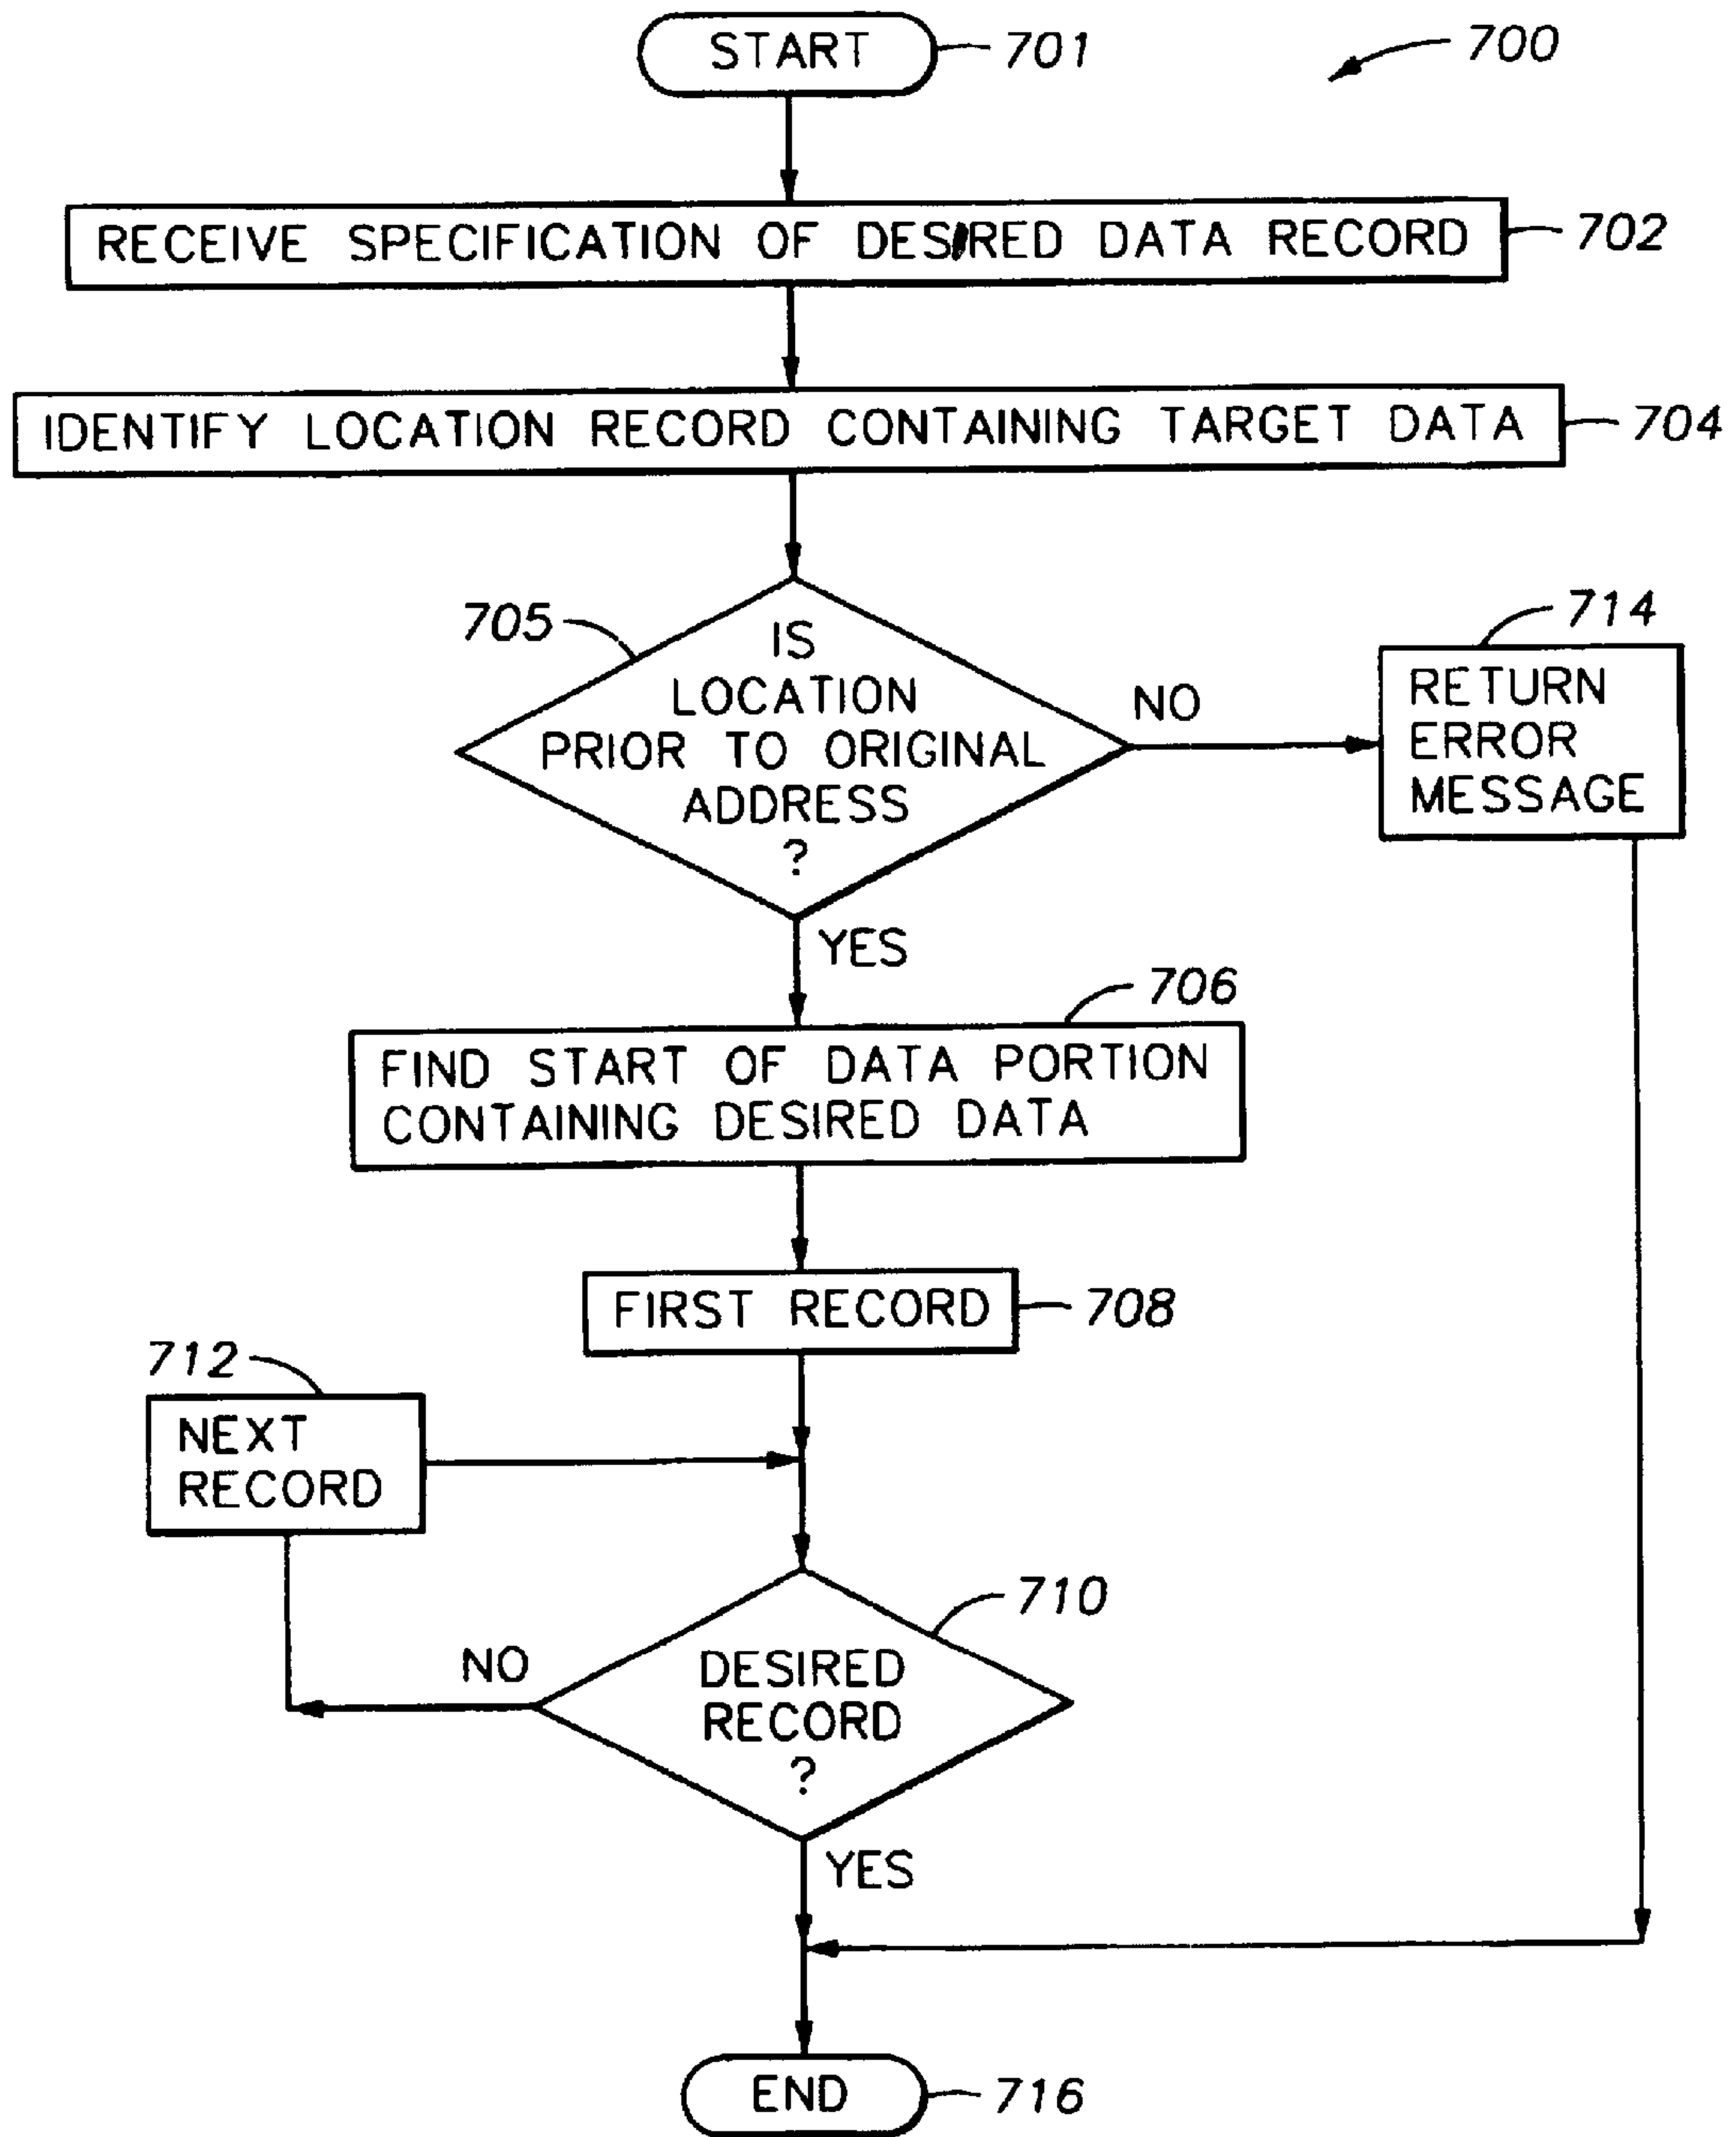 START
701
700
RECEIVE SPECIFICATION OF DESIRED DATA RECORD
702
IDENTIFY LOCATION RECORD CONTAINING TARGET DATA
704
705
IS
LOCATION
PRIOR TO ORIGINAL
ADDRESS
?
NO
714
RETURN
ERROR
MESSAGE
YES
706
FIND START OF DATA PORTION
CONTAINING DESIRED DATA
FIRST RECORD
708
712
NEXT
RECORD
710
NO
DESIRED
RECORD
?
YES
END
716